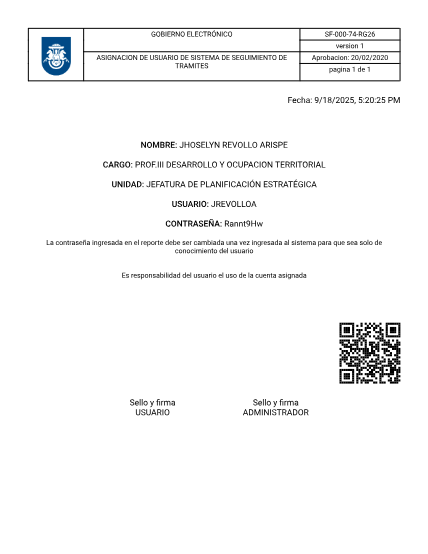 GOBIERNO ELECTRÓNICO
SF-000-74-RG26
version 1
ASIGNACION DE USUARIO DE SISTEMA DE SEGUIMIENTO DE
TRAMITES
Aprobacion: 20/02/2020
pagina 1 de 1
Fecha: 9/18/2025, 5:20:25 PM
NOMBRE: JHOSELYN REVOLLO ARISPE
CARGO: PROF.III DESARROLLO Y OCUPACION TERRITORIAL
UNIDAD: JEFATURA DE PLANIFICACIÓN ESTRATÉGICA
USUARIO: JREVOLLOA
CONTRASEÑA: Rannt9Hw
La contraseña ingresada en el reporte debe ser cambiada una vez ingresada al sistema para que sea solo de
conocimiento del usuario
Es responsabilidad del usuario el uso de la cuenta asignada
Sello y firma
USUARIO
Sello y firma
ADMINISTRADOR